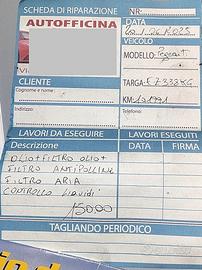 SCHEDA DI RIPARAZIONE
NR:
AUTOFFICINA
DATA
VEICOLO
MODELLO: Peugeot
CLIENTE
TARGA:
Cognome e nome
KM:
Indirizzo
Telefono
LAVORI DA ESEGUIRE
LAVORI ESEGUITI
Descrizione
DATA
FIRMA
OLIO + FILTRO OLIO +
FILTRO ANTIPOLLINE
FILTRO ARIA
CONTROLLO LIQUIDI
150.00
TAGLIANDO PERIODICO